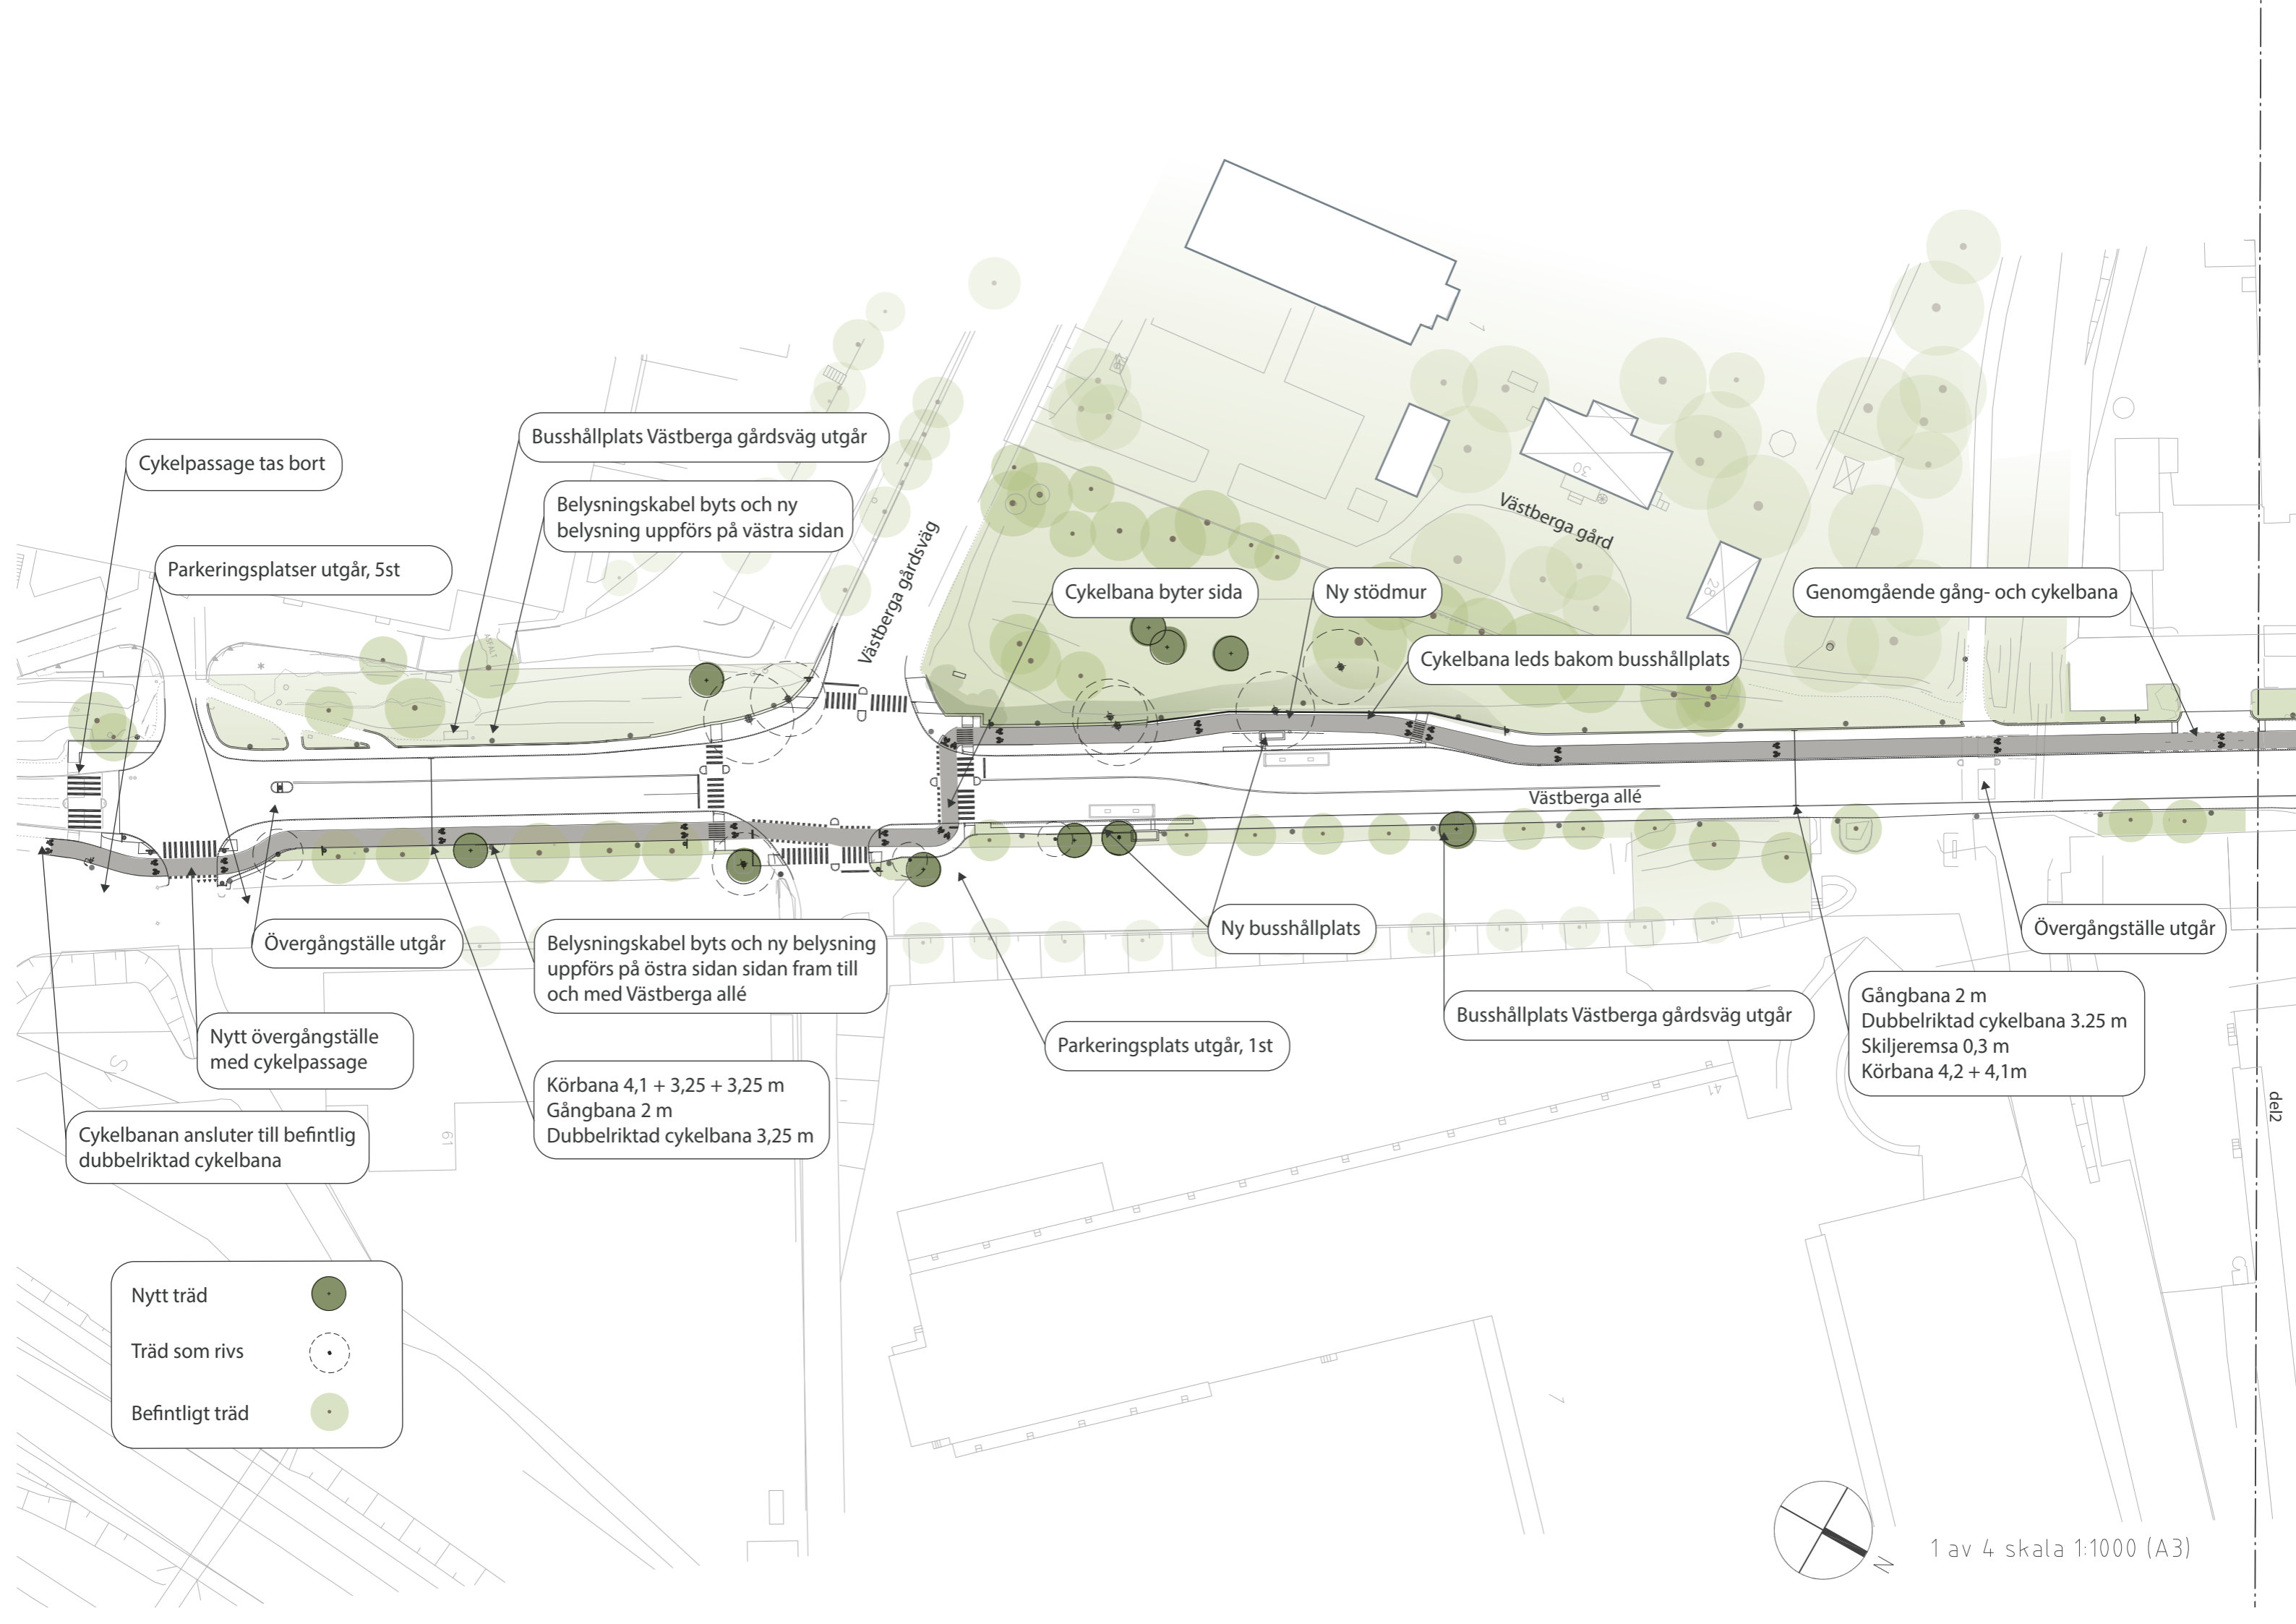 Busshållplats Västberga gårdsväg utgår
Cykelpassage tas bort
Belysningskabel byts och ny
belysning uppförs på västra sidan
Parkeringsplatser utgår, 5st
Västberga gårdsväg
Västberga gård
30
28
Cykelbana byter sida
Ny stödmur
Genomgående gång- och cykelbana
Cykelbana leds bakom busshållplats
ASFALT
Västberga allé
Övergångställe utgår
Belysningskabel byts och ny belysning
uppförs på östra sidan sidan fram till
och med Västberga allé
Ny busshållplats
Övergångställe utgår
Nytt övergångställe
med cykelpassage
Parkeringsplats utgår, 1st
Busshållplats Västberga gårdsväg utgår
Gångbana 2 m
Dubbelriktad cykelbana 3.25 m
Skiljeremsa 0,3 m
Körbana 4,2 + 4,1m
Körbana 4,1 + 3,25 + 3,25 m
Gångbana 2 m
Dubbelriktad cykelbana 3,25 m
Cykelbanan ansluter till befintlig
dubbelriktad cykelbana
61
41
del2
Nytt träd
Träd som rivs
Befintligt träd
N
1 av 4 skala 1:1000 (A3)